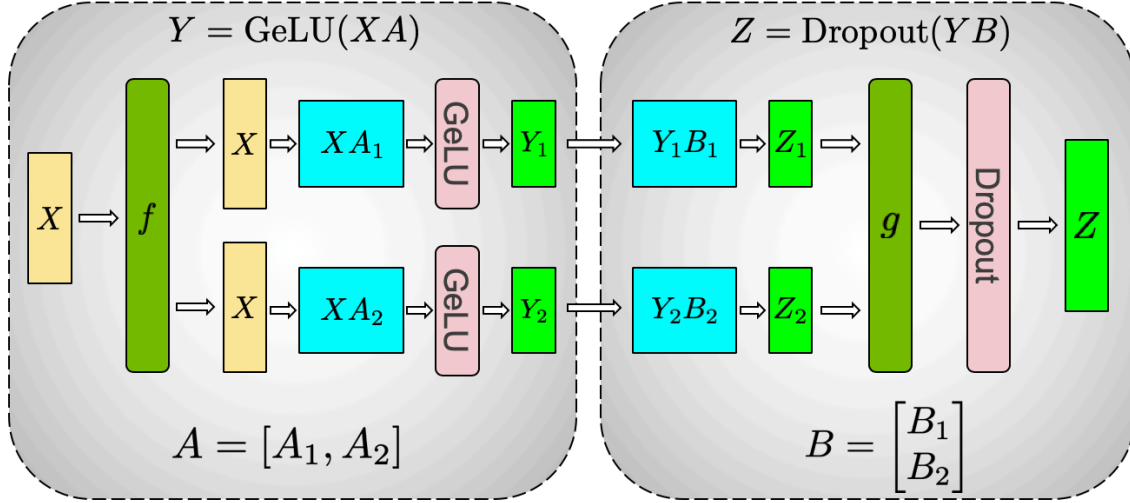 Y = GeLU(XA)
Z = Dropout(YB)
X
f
X
XA₁
GeLU
Y₁
Y₁B₁
Z₁
X
XA₂
GeLU
Y₂
Y₂B₂
Z₂
g
Dropout
Z
A = [A₁, A₂]
B = [B₁
B₂]